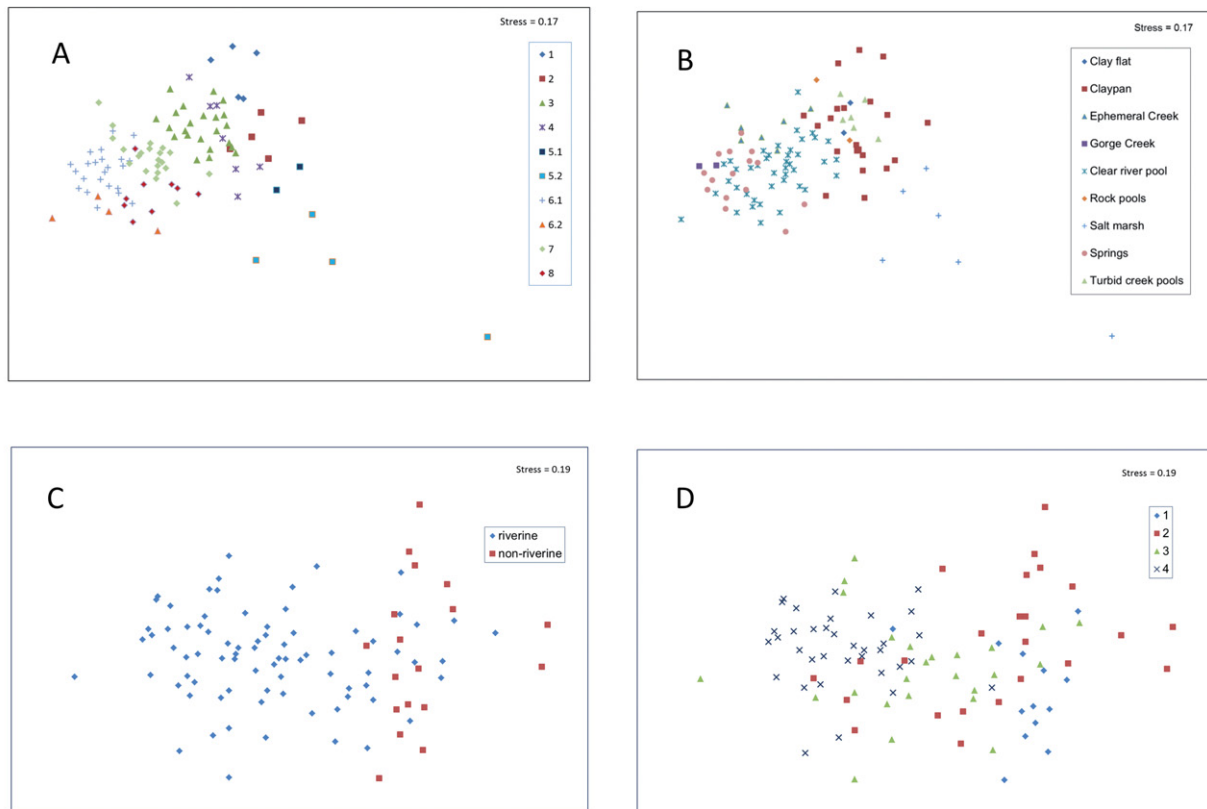 A
Stress = 0.17
1
2
3
4
5.1
5.2
6.1
6.2
7
8
B
Stress = 0.17
Clay flat
Claypan
Ephemeral Creek
Gorge Creek
Clear river pool
Rock pools
Salt marsh
Springs
Turbid creek pools
C
Stress = 0.19
riverine
non-riverine
D
Stress = 0.19
1
2
3
4